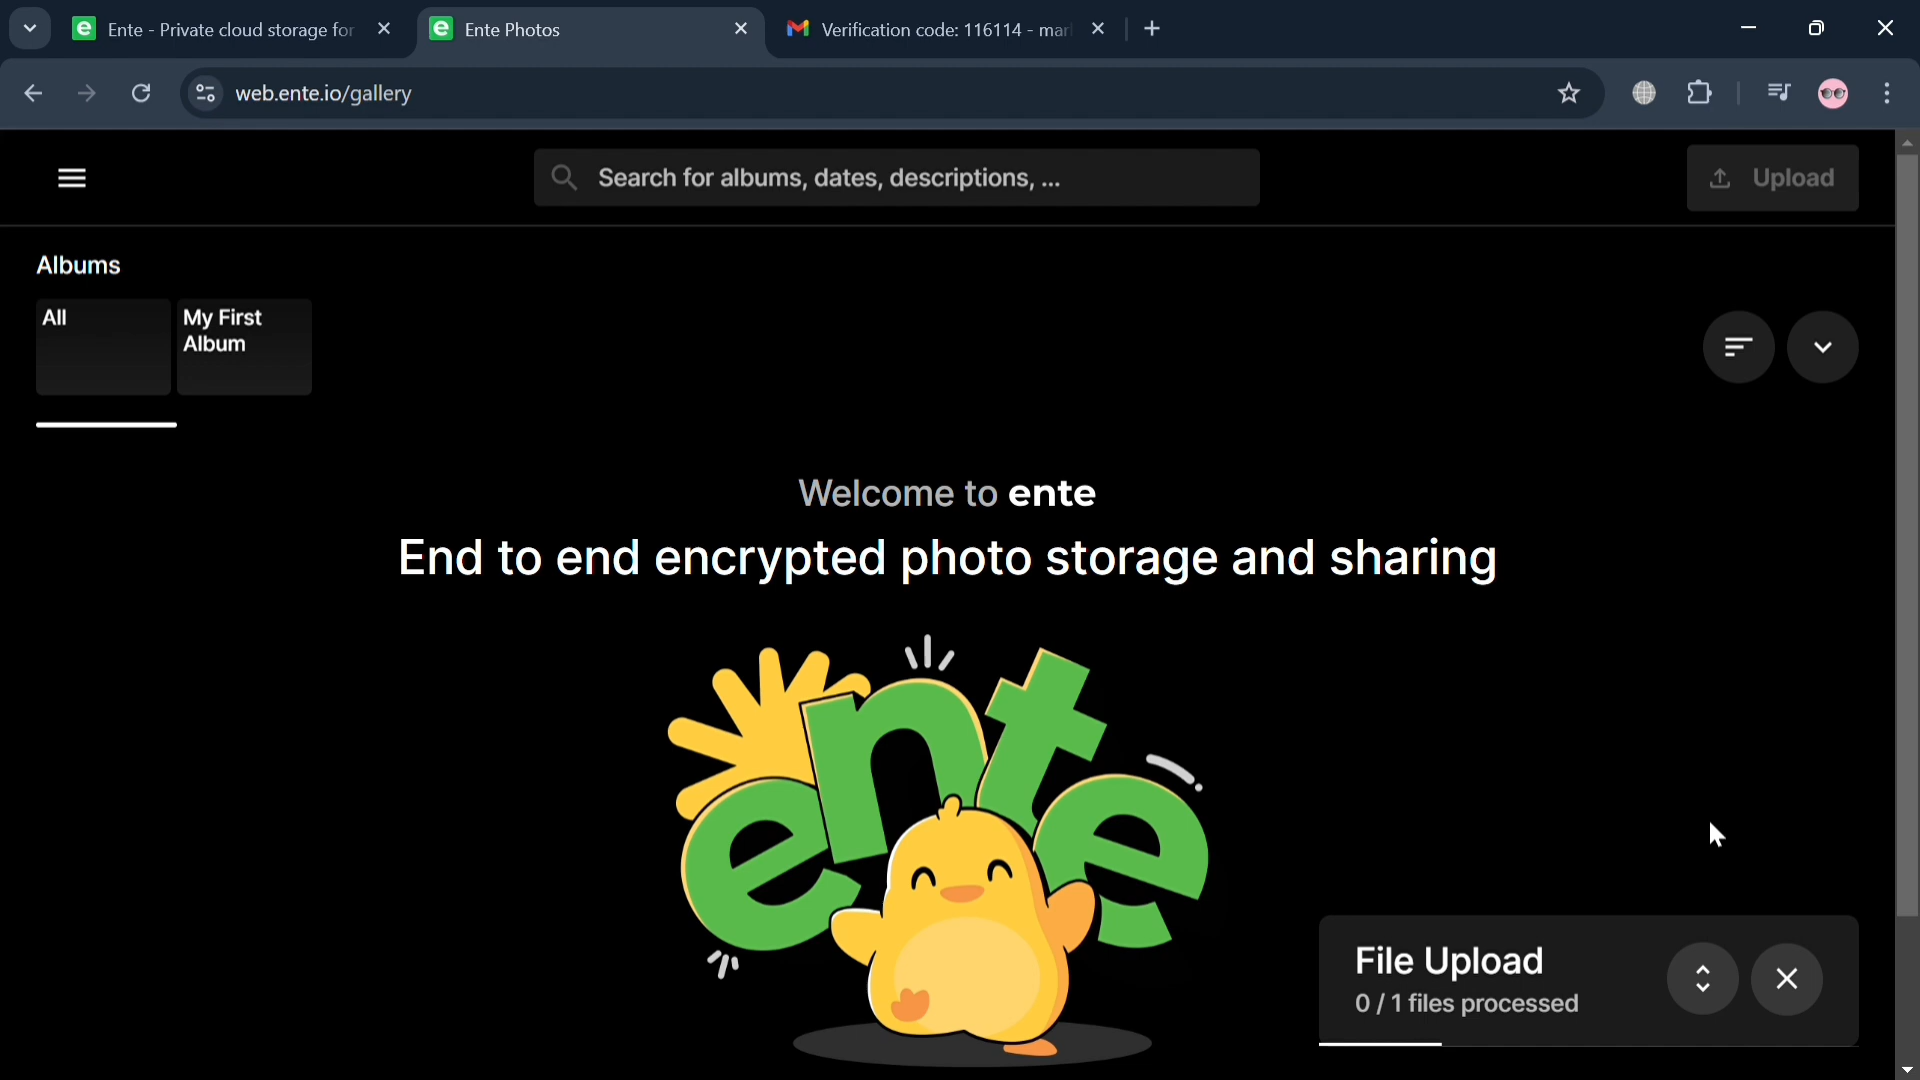 Ente - Private cloud storage for
Ente Photos
Verification code: 116114 - mar
web.ente.io/gallery
Search for albums, dates, descriptions, ...
Upload
Albums
All
My First
Album
Welcome to ente
End to end encrypted photo storage and sharing
ente
File Upload
0 / 1 files processed